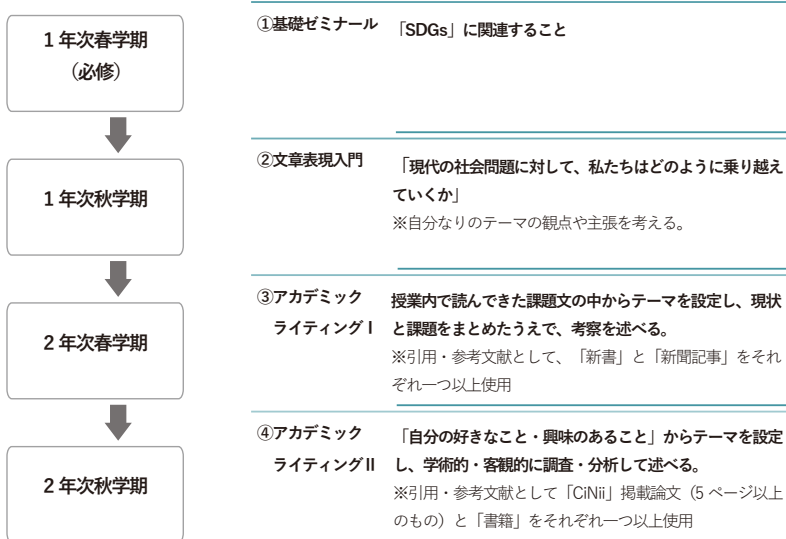 1 年次春学期
（必修）
①基礎ゼミナール 「SDGs」に関連すること
1 年次秋学期
②文章表現入門 「現代の社会問題に対して、私たちはどのように乗り越え
ていくか」
※自分なりのテーマの観点や主張を考える。
2 年次春学期
③アカデミック 授業内で読んできた課題文の中からテーマを設定し、現状
ライティングⅠ と課題をまとめたうえで、考察を述べる。
※引用・参考文献として、「新書」と「新聞記事」をそれ
ぞれ一つ以上使用
2 年次秋学期
④アカデミック 「自分の好きなこと・興味のあること」からテーマを設定
ライティングⅡ し、学術的・客観的に調査・分析して述べる。
※引用・参考文献として「CiNii」掲載論文（5 ページ以上
のもの）と「書籍」をそれぞれ一つ以上使用